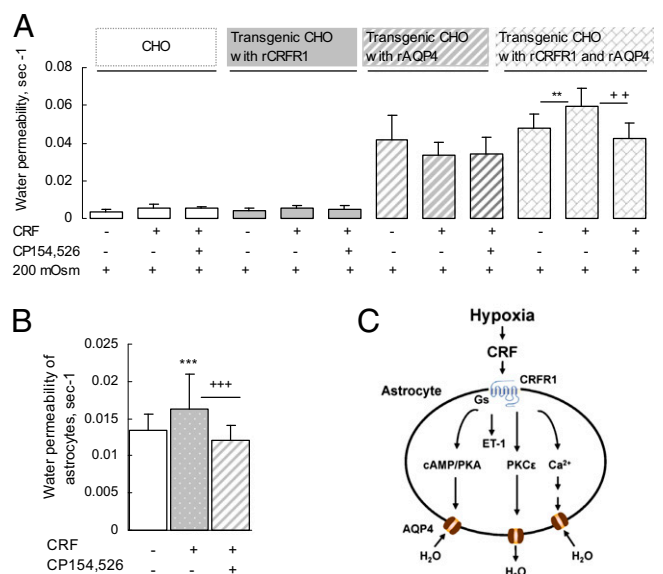 A
CHO
Transgenic CHO
with rCRFR1
Transgenic CHO
with rAQP4
Transgenic CHO
with rCRFR1 and rAQP4
Water permeability, sec -1
0.08
0.06
0.04
0.02
0
** 
++
CRF - + + - + + - + + - + +
CP154,526 - - + - - + - - + - - +
200 mOsm + + + + + + + + + + + +
B
Water permeability of
astrocytes, sec-1
0.025
0.02
0.015
0.01
0.005
0
***
+++
CRF - + +
CP154,526 - - +
C
Hypoxia
CRF
CRFR1
Astrocyte
Gs
ET-1
cAMP/PKA PKCε Ca²⁺
AQP4
H₂O H₂O
H₂O